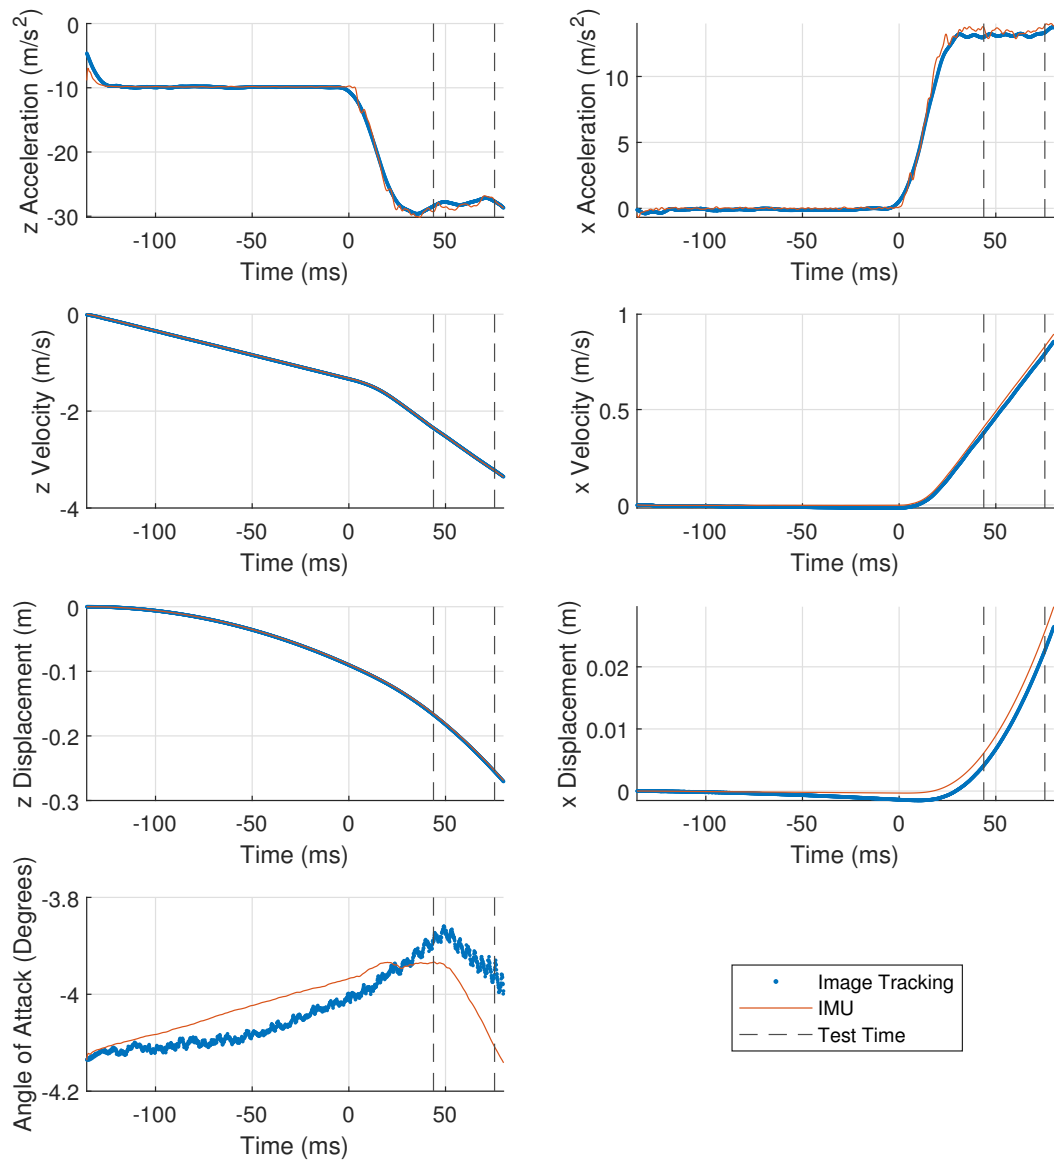 z Acceleration (m/s²)
0
-10
-20
-30
-100 -50 0 50
Time (ms)
x Acceleration (m/s²)
10
5
0
-100 -50 0 50
Time (ms)
z Velocity (m/s)
0
-2
-4
-100 -50 0 50
Time (ms)
x Velocity (m/s)
1
0.5
0
-100 -50 0 50
Time (ms)
z Displacement (m)
0
-0.1
-0.2
-0.3
-100 -50 0 50
Time (ms)
x Displacement (m)
0.02
0.01
0
-100 -50 0 50
Time (ms)
Angle of Attack (Degrees)
-3.8
-4
-4.2
-100 -50 0 50
Time (ms)
Image Tracking
IMU
Test Time